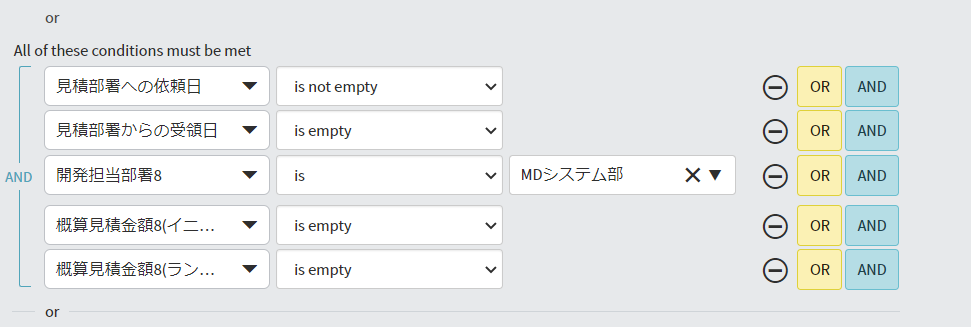 or
All of these conditions must be met
見積部署への依頼日 is not empty OR AND
見積部署からの受領日 is empty OR AND
AND 開発担当部署8 is MDシステム部 OR AND
概算見積金額8(イニ... is empty OR AND
概算見積金額8(ラン... is empty OR AND
or